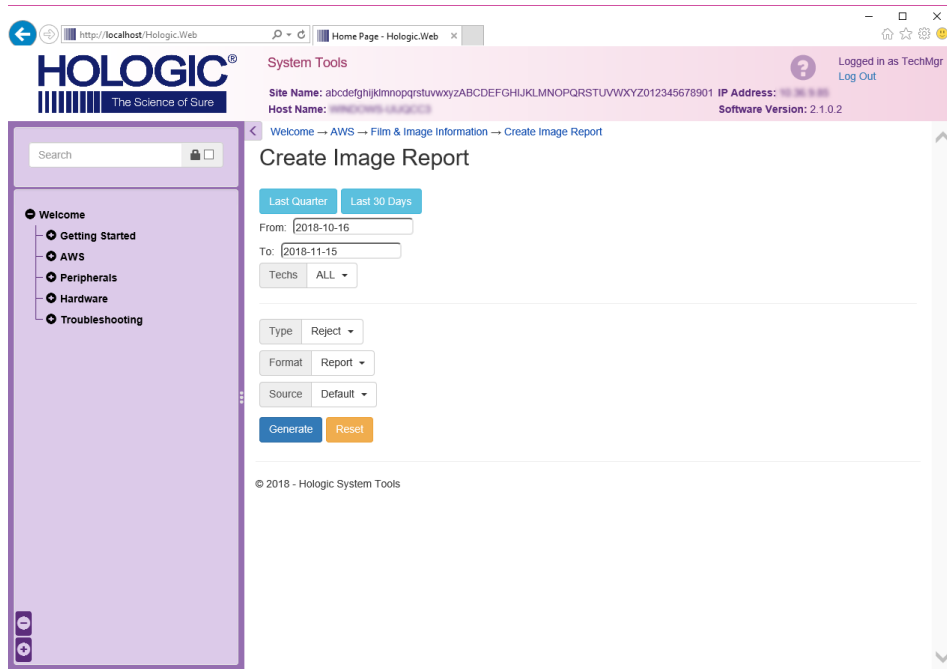 http://localhost/Hologic.Web
Home Page - Hologic.Web
HOLOGIC®
The Science of Sure
System Tools
Logged in as TechMgr
Log Out
Site Name: abcdefghijklmnopqrstuvwxyzABCDEFGHIJKLMNOPQRSTUVWXYZ012345678901 IP Address:
Host Name:
Software Version: 2.1.0.2
Search
Welcome → AWS → Film & Image Information → Create Image Report
Welcome
Getting Started
AWS
Peripherals
Hardware
Troubleshooting
Create Image Report
Last Quarter Last 30 Days
From: 2018-10-16
To: 2018-11-15
Techs ALL
Type Reject
Format Report
Source Default
Generate Reset
© 2018 - Hologic System Tools